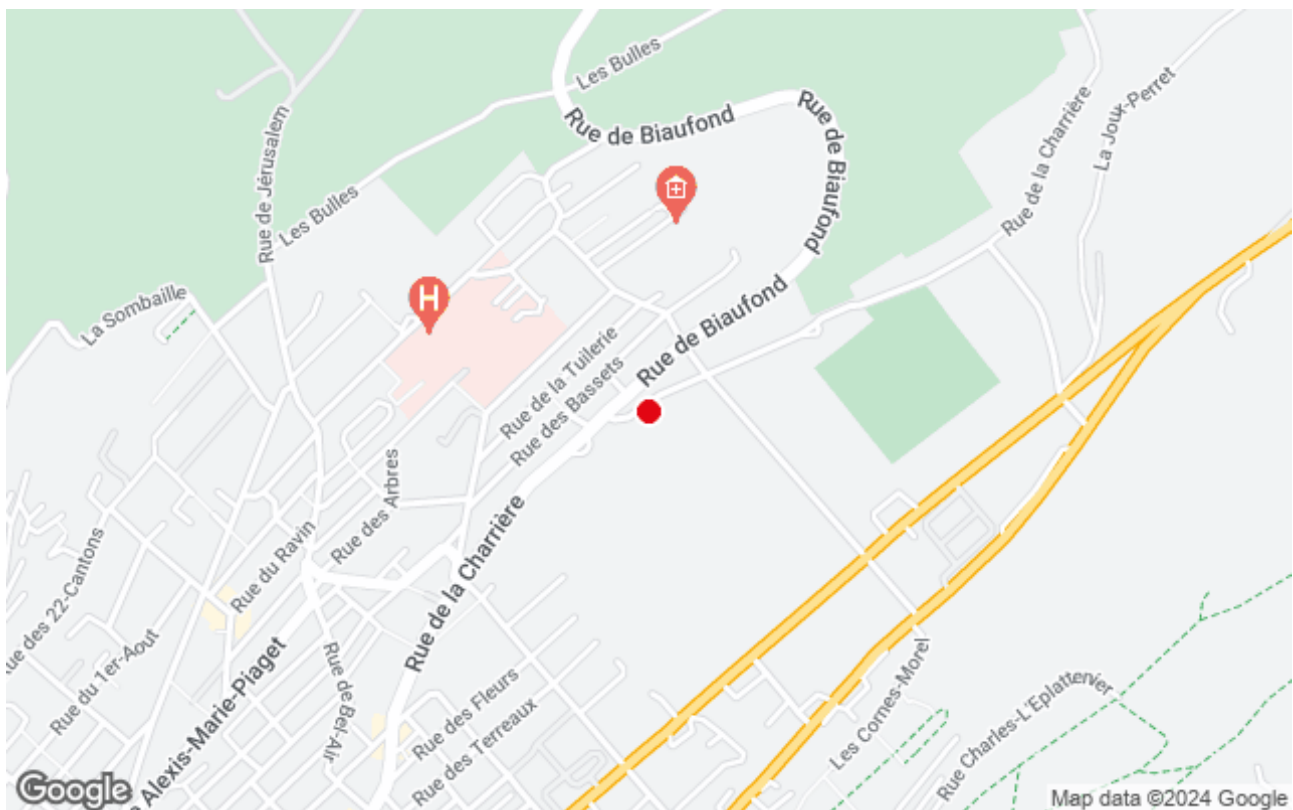 Les Bulles
Rue de Biaufond
Rue de Biaufond
La Joux-Perret
Rue de la Charrière
Rue de Jérusalem
Les Bulles
H
La Sombaille
Rue de Biaufond
Rue de la Tuilerie
Rue des Bassets
Rue des Arbres
Rue du Ravin
Rue de la Charrière
Rue des 22-Cantons
Rue du 1er-Aout
Alexis-Marie-Piaget
Rue de Bel-Air
Rue des Fleurs
Rue des Terreaux
Les Cornes-Morel
Rue Charles-L'Eplattenier
Google
Map data ©2024 Google